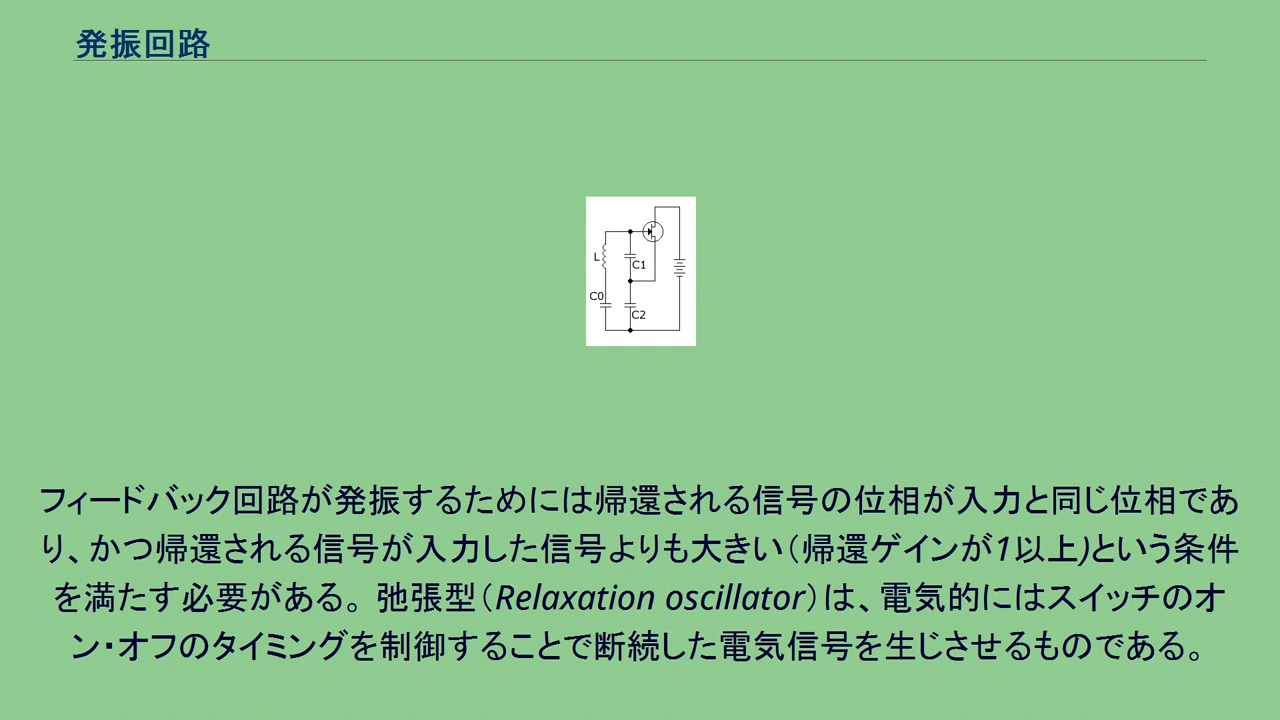 発振回路
L
C1
C0
C2
フィードバック回路が発振するためには帰還される信号の位相が入力と同じ位相であ
り、かつ帰還される信号が入力した信号よりも大きい（帰還ゲインが1以上)という条件
を満たす必要がある。弛張型（Relaxation oscillator）は、電気的にはスイッチのオ
ン・オフのタイミングを制御することで断続した電気信号を生じさせるものである。